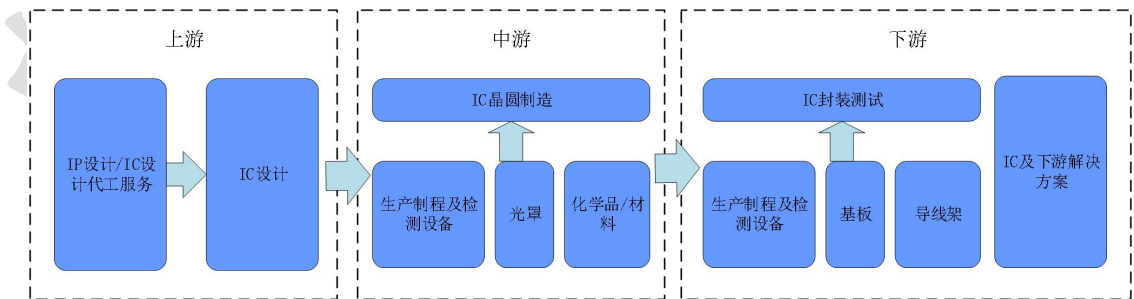 上游
中游
下游
IP设计/IC设
计代工服务
IC设计
IC晶圆制造
生产制程及检
测设备
光罩
化学品/材
料
IC封装测试
生产制程及检
测设备
基板
导线架
IC及下游解决
方案